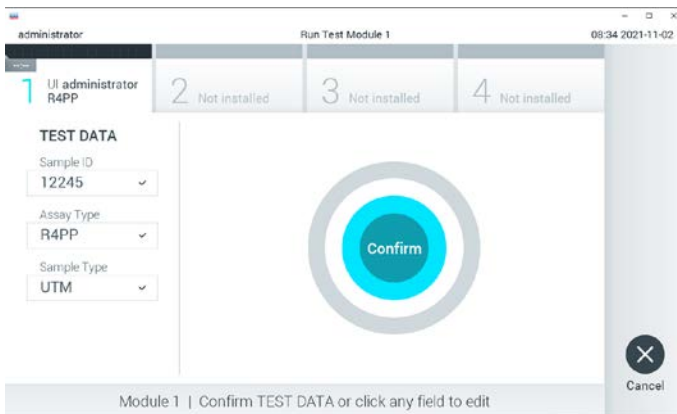 administrator
Run Test Module 1
08:34 2021-11-02
1
UI administrator
R4PP
2 Not installed
3 Not installed
4 Not installed
TEST DATA
Sample ID
12245
Assay Type
R4PP
Sample Type
UTM
Confirm
Cancel
Module 1 | Confirm TEST DATA or click any field to edit